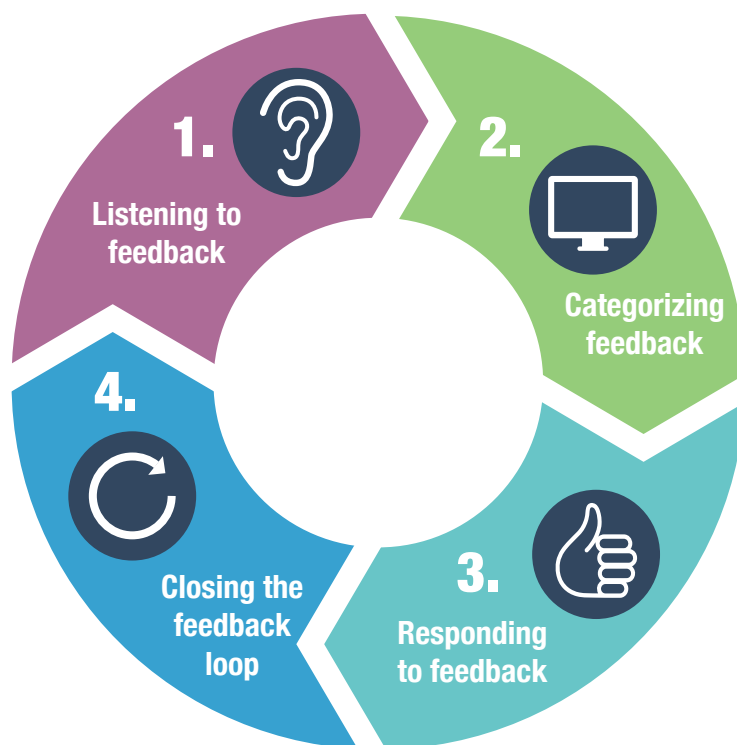 1.
Listening to
feedback
2.
Categorizing
feedback
3.
Responding
to feedback
4.
Closing the
feedback
loop